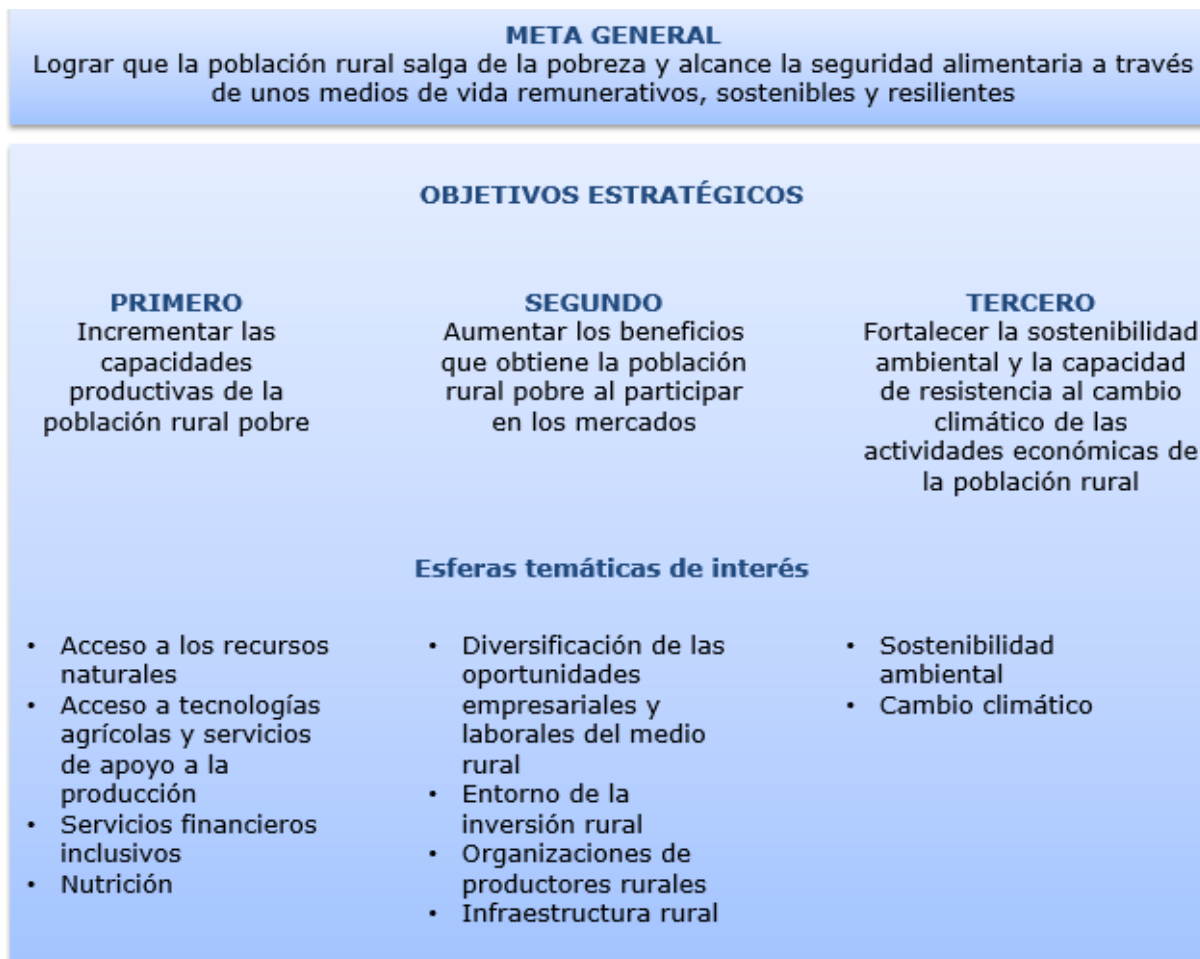 META GENERAL
Lograr que la población rural salga de la pobreza y alcance la seguridad alimentaria a través
de unos medios de vida remunerativos, sostenibles y resilientes
OBJETIVOS ESTRATÉGICOS
PRIMERO
Incrementar las
capacidades
productivas de la
población rural pobre
SEGUNDO
Aumentar los beneficios
que obtiene la población
rural pobre al participar
en los mercados
TERCERO
Fortalecer la sostenibilidad
ambiental y la capacidad
de resistencia al cambio
climático de las
actividades económicas de
la población rural
Esferas temáticas de interés
• Acceso a los recursos
naturales
• Acceso a tecnologías
agrícolas y servicios
de apoyo a la
producción
• Servicios financieros
inclusivos
• Nutrición
• Diversificación de las
oportunidades
empresariales y
laborales del medio
rural
• Entorno de la
inversión rural
• Organizaciones de
productores rurales
• Infraestructura rural
• Sostenibilidad
ambiental
• Cambio climático